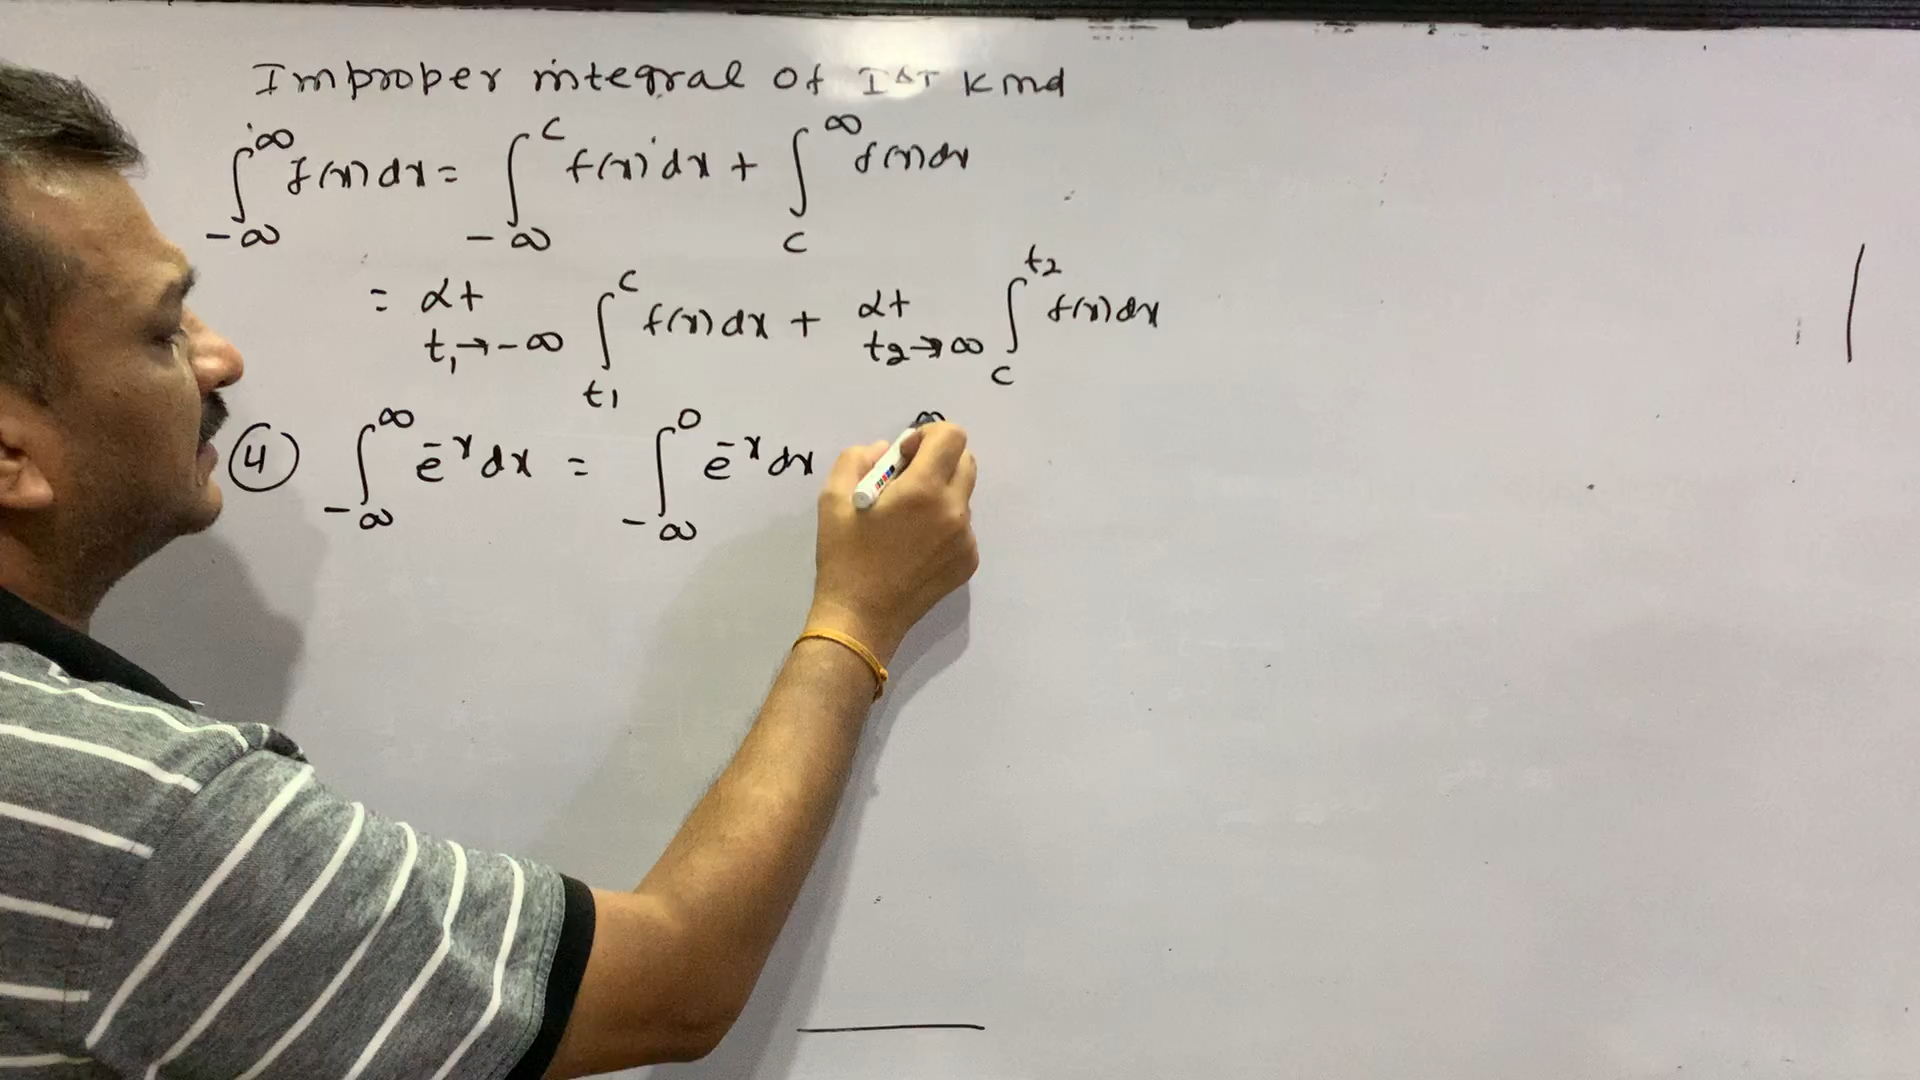 Improper integral of Ist kind
∫_{-∞}^{∞} f(x) dx = ∫_{-∞}^{c} f(x) dx + ∫_{c}^{∞} f(x) dx
= Lt_{t1→-∞} ∫_{t1}^{c} f(x) dx + Lt_{t2→∞} ∫_{c}^{t2} f(x) dx
④ ∫_{-∞}^{∞} e^{-x} dx = ∫_{-∞}^{0} e^{-x} dx